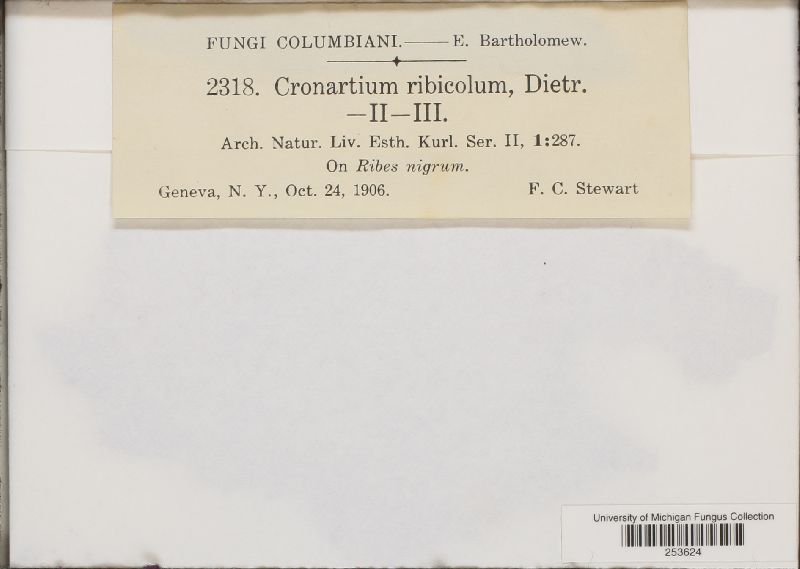 FUNGI COLUMBIANI.—— E. Bartholomew.
2318. Cronartium ribicolum, Dietr.
—II—III.
Arch. Natur. Liv. Esth. Kurl. Ser. II, 1:287.
On Ribes nigrum.
Geneva, N. Y., Oct. 24, 1906. F. C. Stewart
University of Michigan Fungus Collection
253624